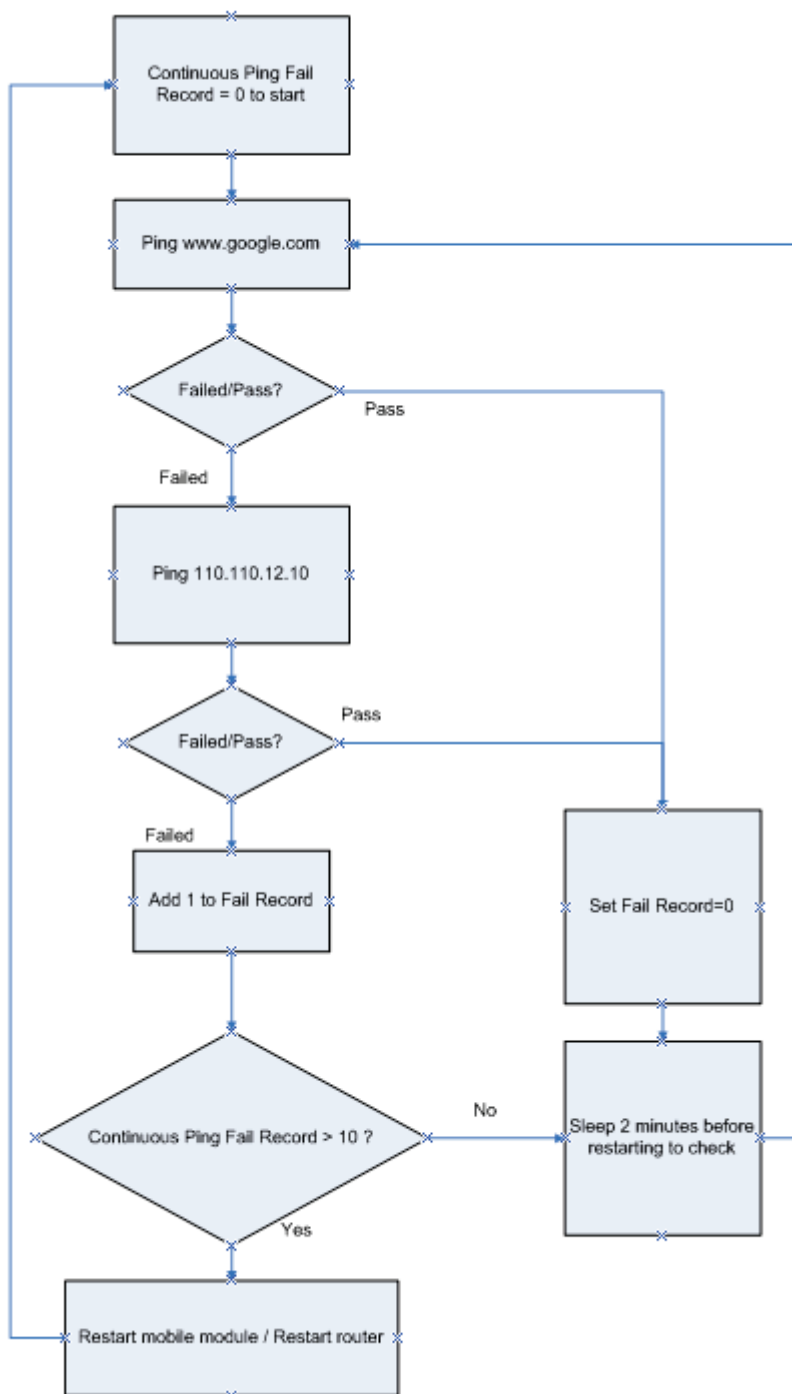 Continuous Ping Fail
Record = 0 to start
Ping www.google.com
Failed/Pass?
Pass
Failed
Ping 110.110.12.10
Pass
Failed/Pass?
Failed
Add 1 to Fail Record
Set Fail Record=0
No
Continuous Ping Fail Record > 10 ?
Sleep 2 minutes before
restarting to check
Yes
Restart mobile module / Restart router